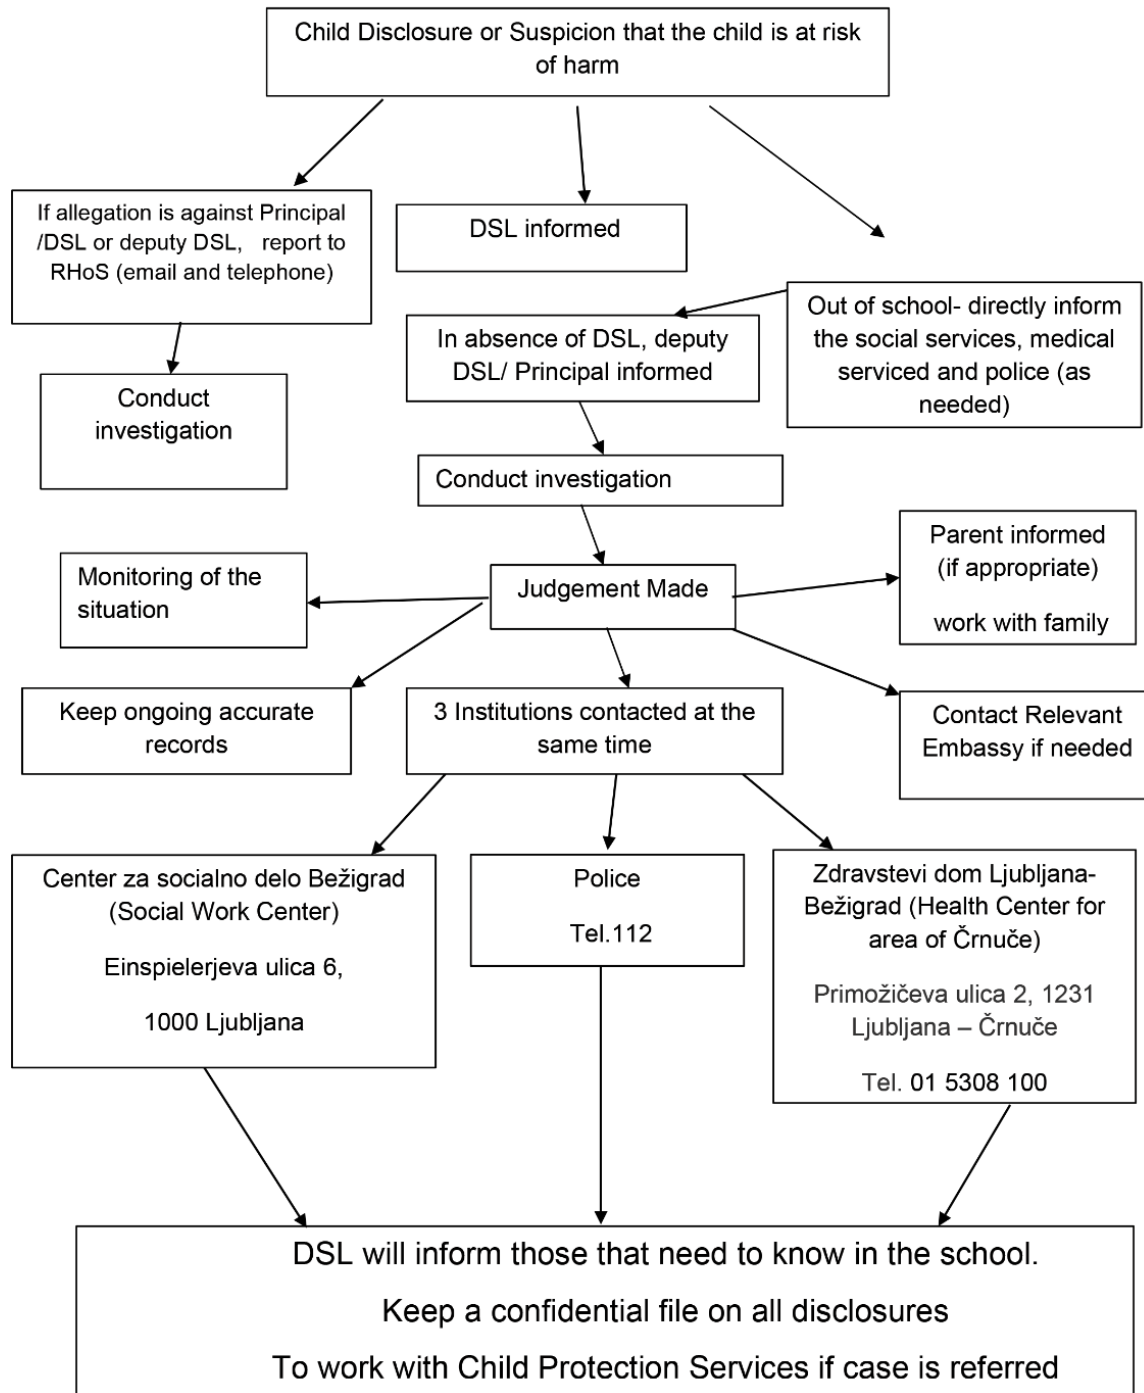 Child Disclosure or Suspicion that the child is at risk
of harm
If allegation is against Principal
/DSL or deputy DSL, report to
RHoS (email and telephone)
DSL informed
Out of school- directly inform
the social services, medical
serviced and police (as
needed)
In absence of DSL, deputy
DSL/ Principal informed
Conduct
investigation
Conduct investigation
Parent informed
(if appropriate)
work with family
Monitoring of the
situation
Judgement Made
Keep ongoing accurate
records
3 Institutions contacted at the
same time
Contact Relevant
Embassy if needed
Center za socialno delo Bežigrad
(Social Work Center)
Einspielerjeva ulica 6,
1000 Ljubljana
Police
Tel.112
Zdravstevi dom Ljubljana-
Bežigrad (Health Center for
area of Črnuče)
Primožičeva ulica 2, 1231
Ljubljana – Črnuče
Tel. 01 5308 100
DSL will inform those that need to know in the school.
Keep a confidential file on all disclosures
To work with Child Protection Services if case is referred